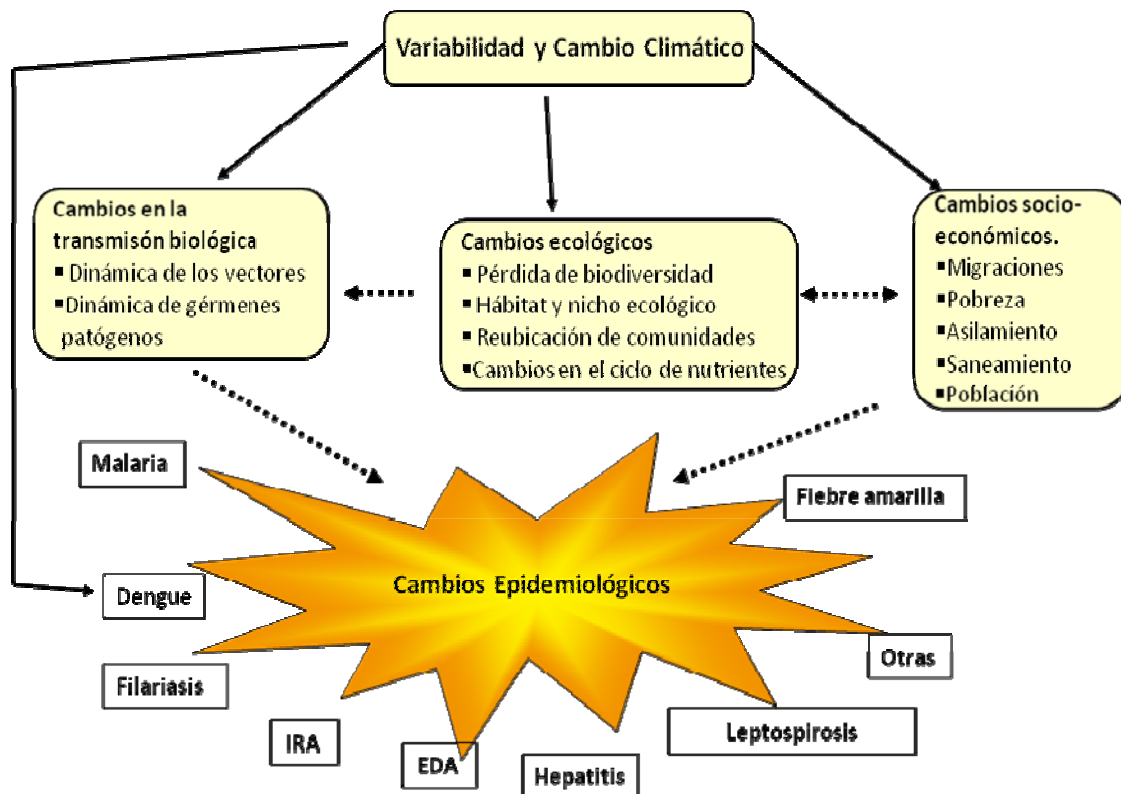 Variabilidad y Cambio Climático
Cambios en la
transmisón biológica
▪ Dinámica de los vectores
▪ Dinámica de gérmenes
patógenos
Cambios ecológicos
▪ Pérdida de biodiversidad
▪ Hábitat y nicho ecológico
▪ Reubicación de comunidades
▪ Cambios en el ciclo de nutrientes
Cambios socio-
económicos.
▪ Migraciones
▪ Pobreza
▪ Asilamiento
▪ Saneamiento
▪ Población
Malaria
Fiebre amarilla
Cambios Epidemiológicos
Dengue
Otras
Filariasis
Leptospirosis
IRA
EDA
Hepatitis